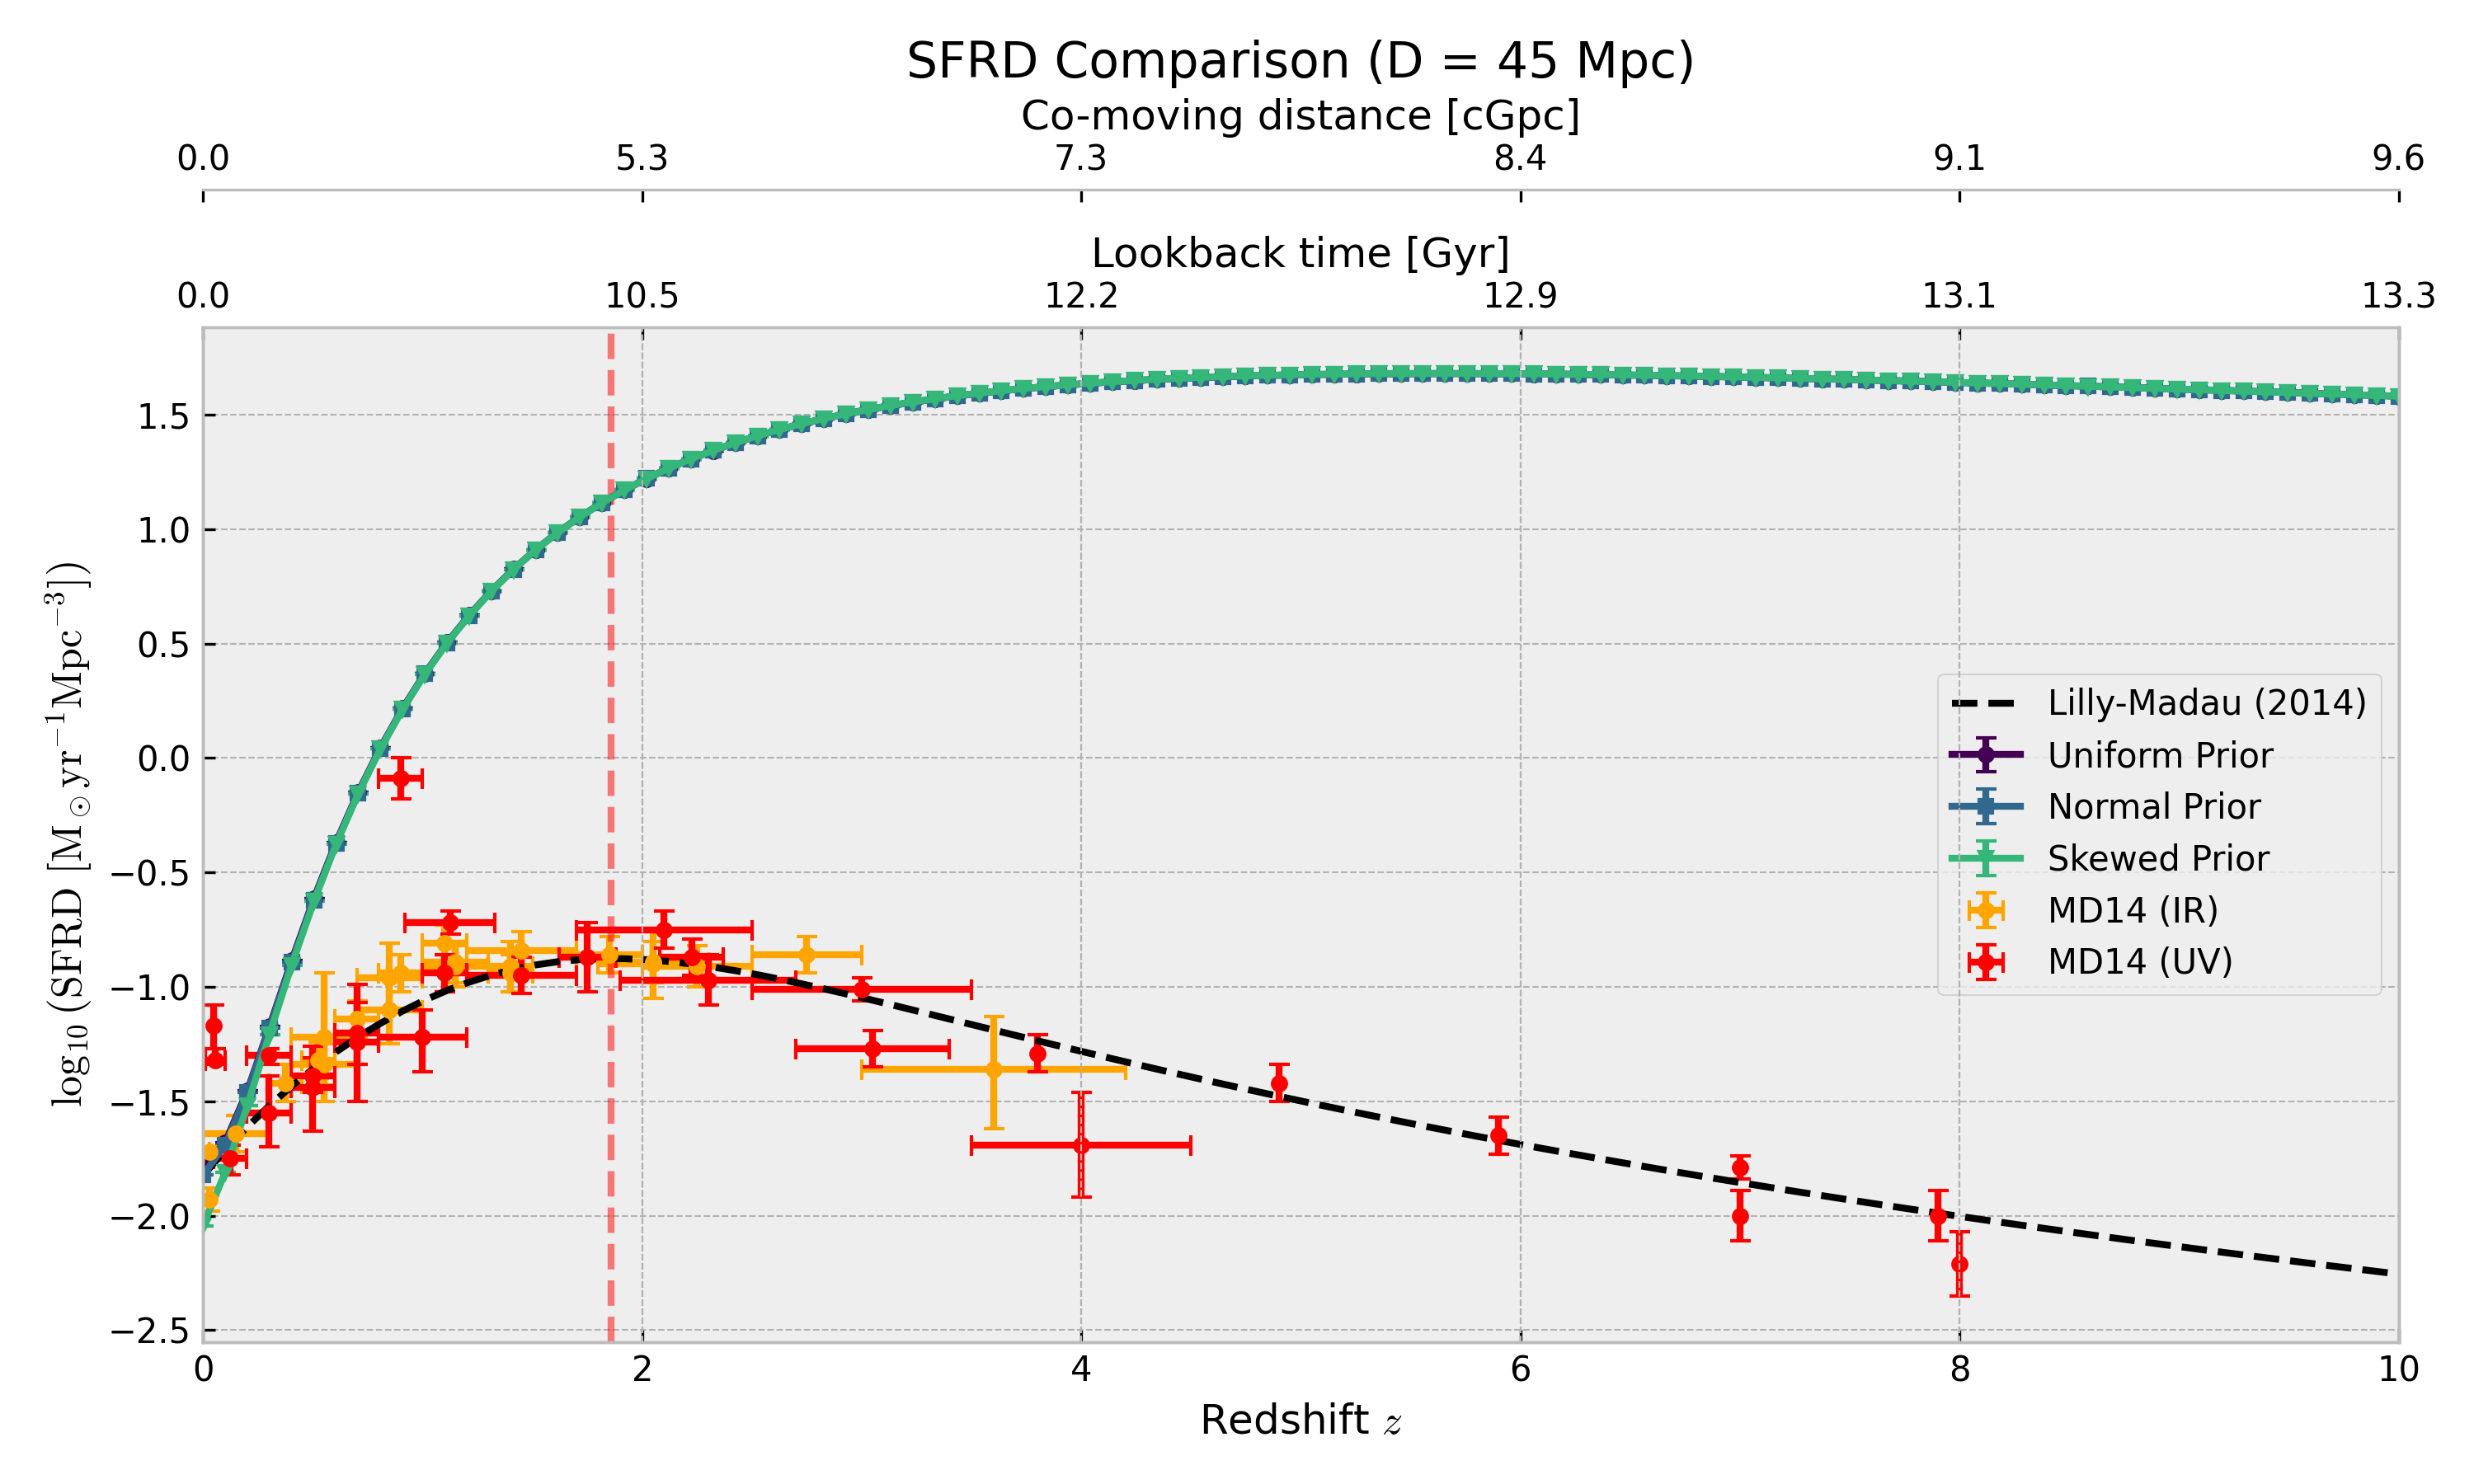 SFRD Comparison (D = 45 Mpc)
Co-moving distance [cGpc]
0.0 5.3 7.3 8.4 9.1 9.6
Lookback time [Gyr]
0.0 10.5 12.2 12.9 13.1 13.3
log₁₀(SFRD [M⊙yr⁻¹Mpc⁻³])
1.5
1.0
0.5
0.0
−0.5
−1.0
−1.5
−2.0
−2.5
Lilly-Madau (2014)
Uniform Prior
Normal Prior
Skewed Prior
MD14 (IR)
MD14 (UV)
0 2 4 6 8 10
Redshift z